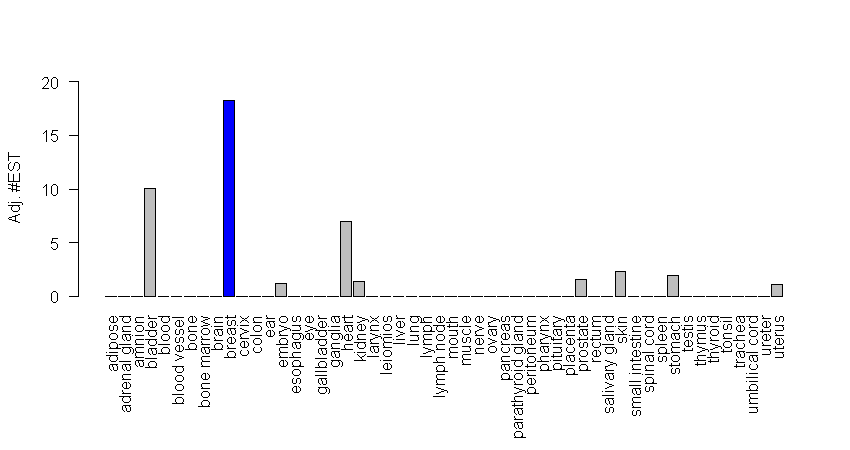 Adj. #EST
20
15
10
5
0
adipose
adrenal gland
amnion
bladder
blood
blood vessel
bone
bone marrow
brain
breast
cervix
colon
ear
embryo
esophagus
eye
gallbladder
ganglia
heart
kidney
larynx
leiomios
liver
lung
lymph
lymph node
mouth
muscle
nerve
ovary
pancreas
parathyroid gland
peritoneum
pharynx
pituitary
placenta
prostate
rectum
salivary gland
skin
small intestine
spinal cord
spleen
stomach
testis
thymus
thyroid
tonsil
trachea
umbilical cord
ureter
uterus